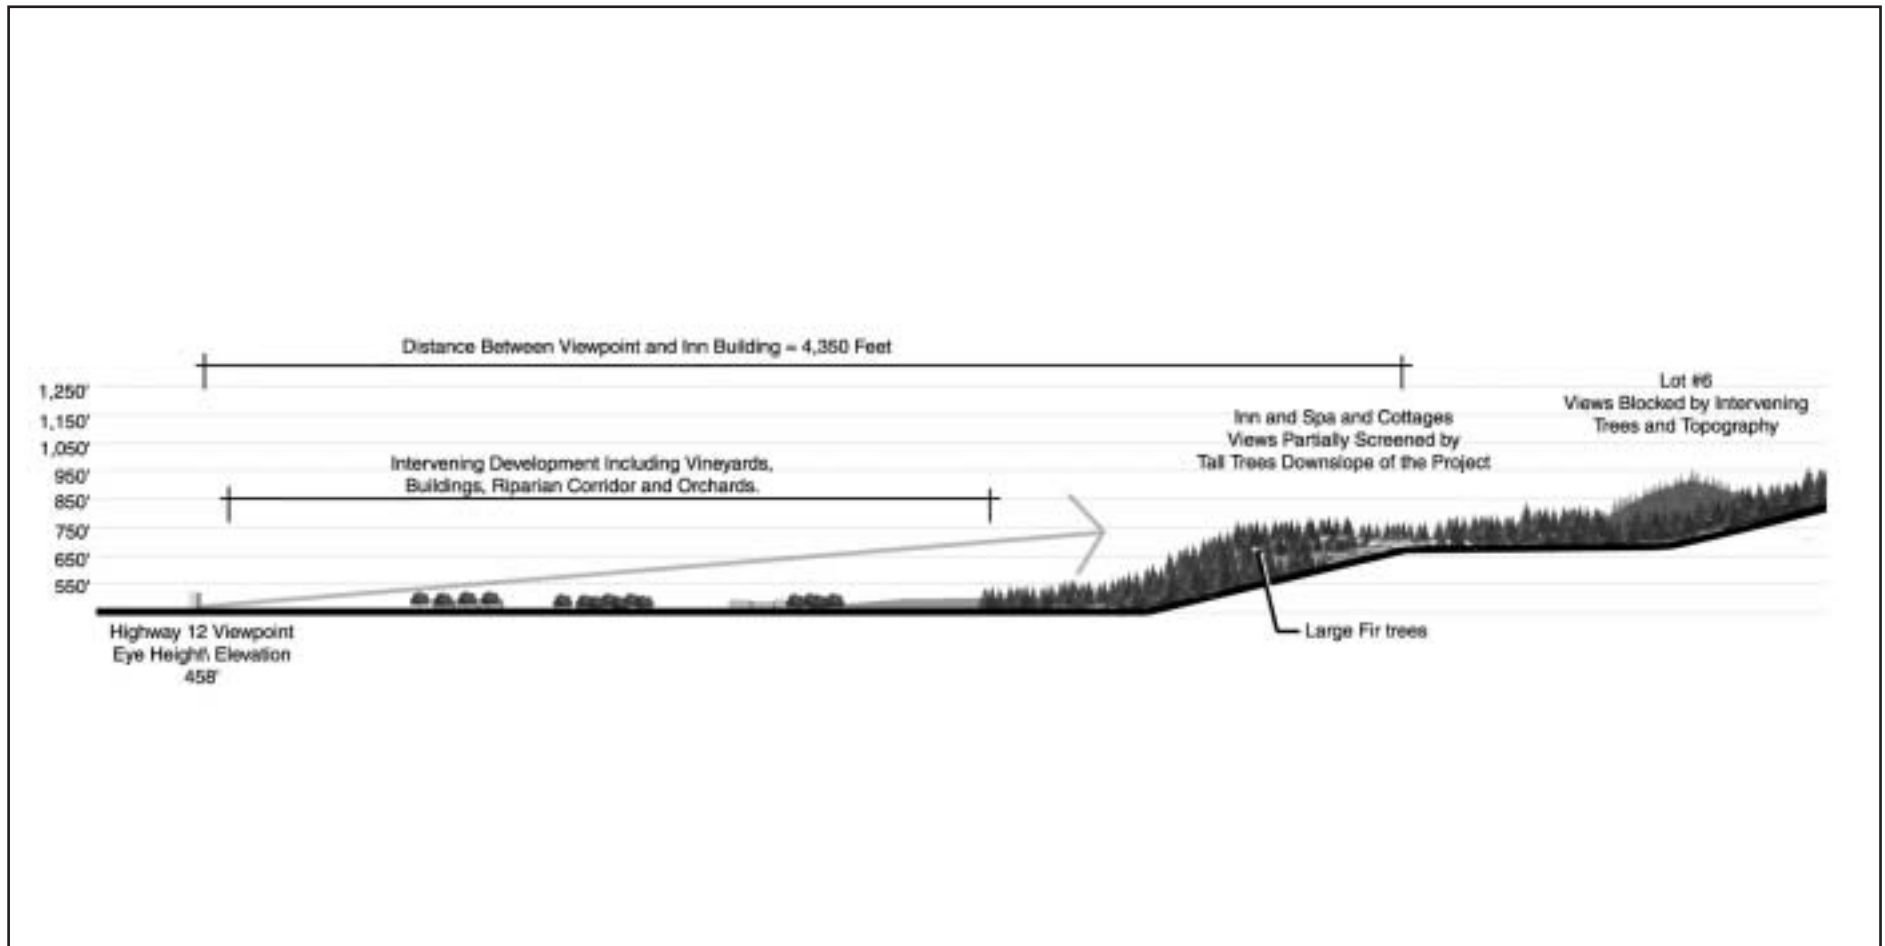 Distance Between Viewpoint and Inn Building ~ 4,350 Feet
1,250'
1,150'
1,050'
950'
850'
750'
650'
550'
Lot #6
Views Blocked by Intervening
Trees and Topography
Inn and Spa and Cottages
Views Partially Screened by
Tall Trees Downslope of the Project
Intervening Development Including Vineyards,
Buildings, Riparian Corridor and Orchards.
Highway 12 Viewpoint
Eye Height\ Elevation
458'
Large Fir trees